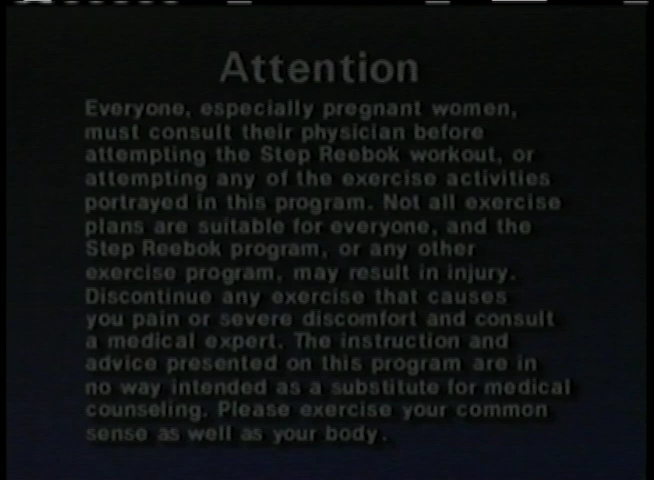 Attention
Everyone, especially pregnant women,
must consult their physician before
attempting the Step Reebok workout, or
attempting any of the exercise activities
portrayed in this program. Not all exercise
plans are suitable for everyone, and the
Step Reebok program, or any other
exercise program, may result in injury.
Discontinue any exercise that causes
you pain or severe discomfort and consult
a medical expert. The instruction and
advice presented on this program are in
no way intended as a substitute for medical
counseling. Please exercise your common
sense as well as your body.